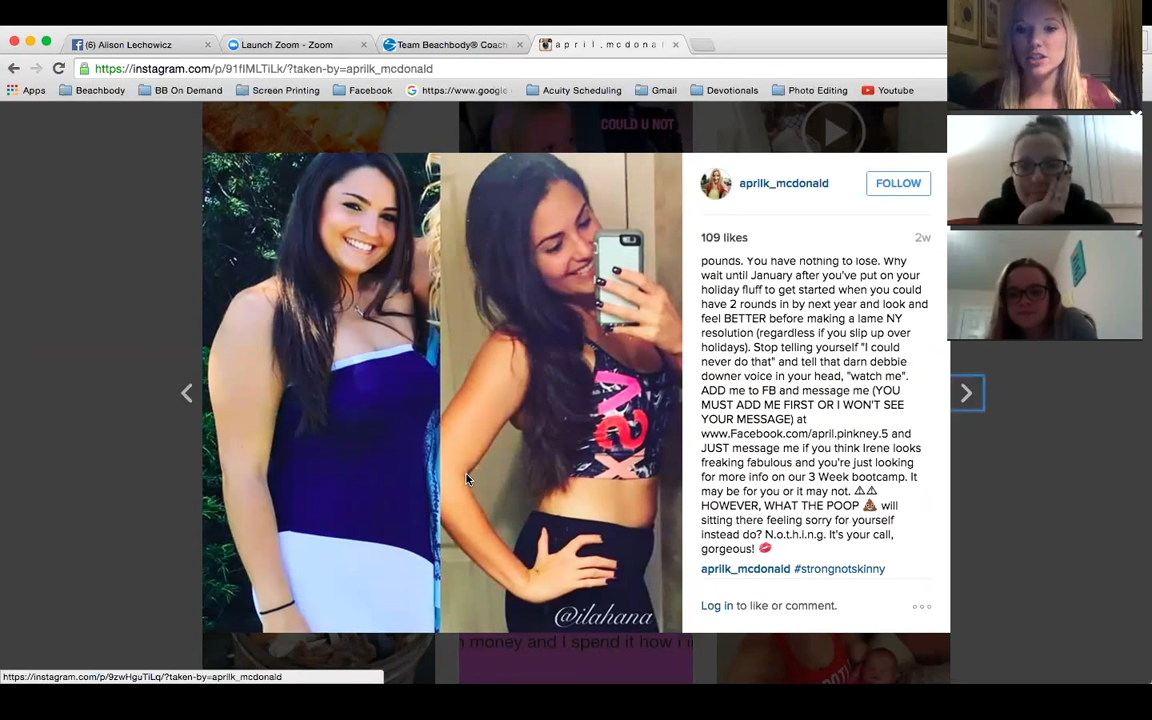 (6) Alison Lechowicz
Launch Zoom - Zoom
Team Beachbody® Coach
april.mcdonal
https://instagram.com/p/91fIMLTiLk/?taken-by=aprilk_mcdonald
Apps Beachbody BB On Demand Screen Printing Facebook https://www.google Acuity Scheduling Gmail Devotionals Photo Editing Youtube
COULD U NOT
aprilk_mcdonald
FOLLOW
109 likes
2w
pounds. You have nothing to lose. Why
wait until January after you've put on your
holiday fluff to get started when you could
have 2 rounds in by next year and look and
feel BETTER before making a lame NY
resolution (regardless if you slip up over
holidays). Stop telling yourself "I could
never do that" and tell that darn debbie
downer voice in your head, "watch me".
ADD me to FB and message me (YOU
MUST ADD ME FIRST OR I WON'T SEE
YOUR MESSAGE) at
www.Facebook.com/april.pinkney.5 and
JUST message me if you think Irene looks
freaking fabulous and you're just looking
for more info on our 3 Week bootcamp. It
may be for you or it may not. ⚠⚠
HOWEVER, WHAT THE POOP 💩 will
sitting there feeling sorry for yourself
instead do? N.o.t.h.i.n.g. It's your call,
gorgeous! 💋
aprilk_mcdonald #strongnotskinny
Log in to like or comment.
@ilahana
money and I spend it how i
https://instagram.com/p/9zwHguTiLq/?taken-by=aprilk_mcdonald